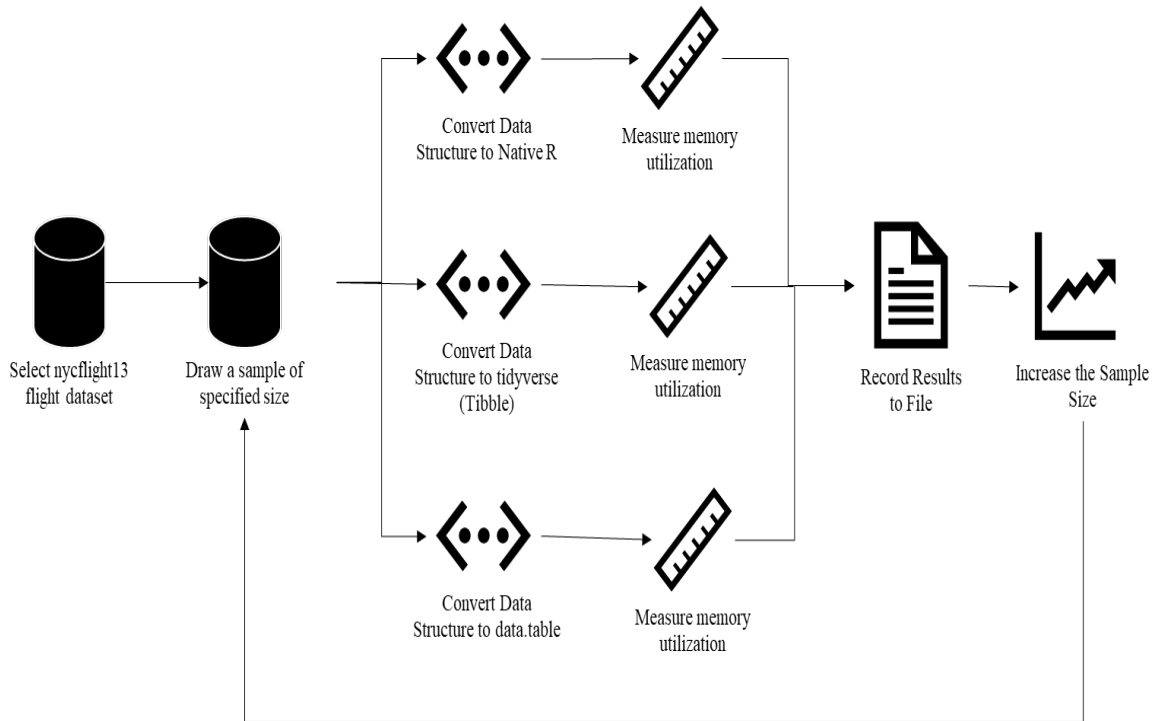 Select nycflight13
flight dataset
Draw a sample of
specified size
Convert Data
Structure to Native R
Measure memory
utilization
Convert Data
Structure to tidyverse
(Tibble)
Measure memory
utilization
Convert Data
Structure to data.table
Measure memory
utilization
Record Results
to File
Increase the Sample
Size